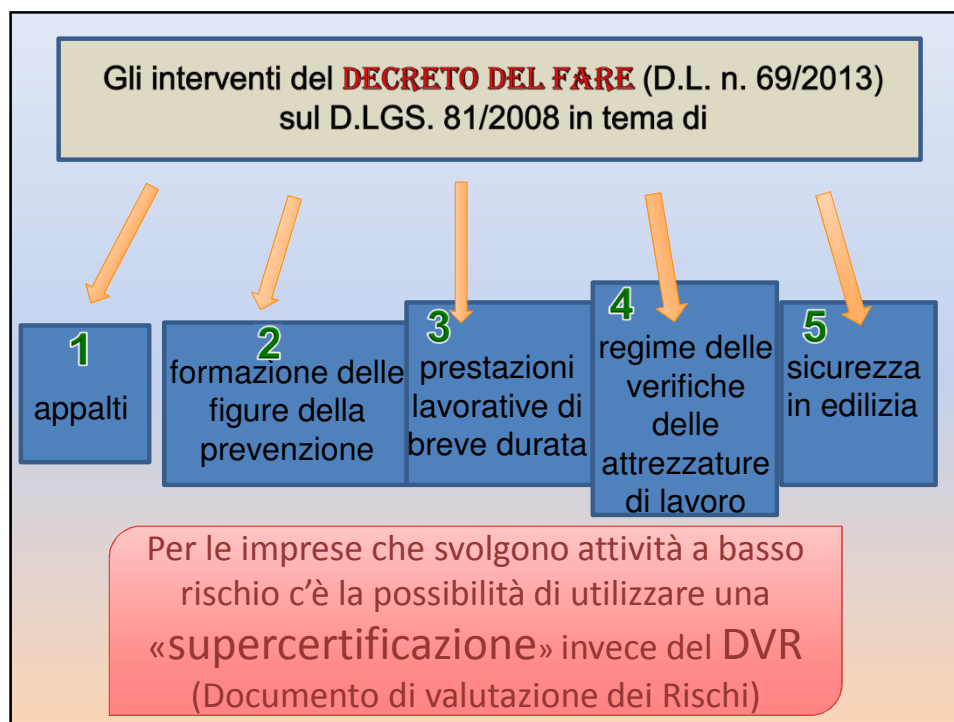 Gli interventi del DECRETO DEL FARE (D.L. n. 69/2013)
sul D.LGS. 81/2008 in tema di
1
appalti
2
formazione delle
figure della
prevenzione
3
prestazioni
lavorative di
breve durata
4
regime delle
verifiche
delle
attrezzature
di lavoro
5
sicurezza
in edilizia
Per le imprese che svolgono attività a basso
rischio c’è la possibilità di utilizzare una
«supercertificazione» invece del DVR
(Documento di valutazione dei Rischi)